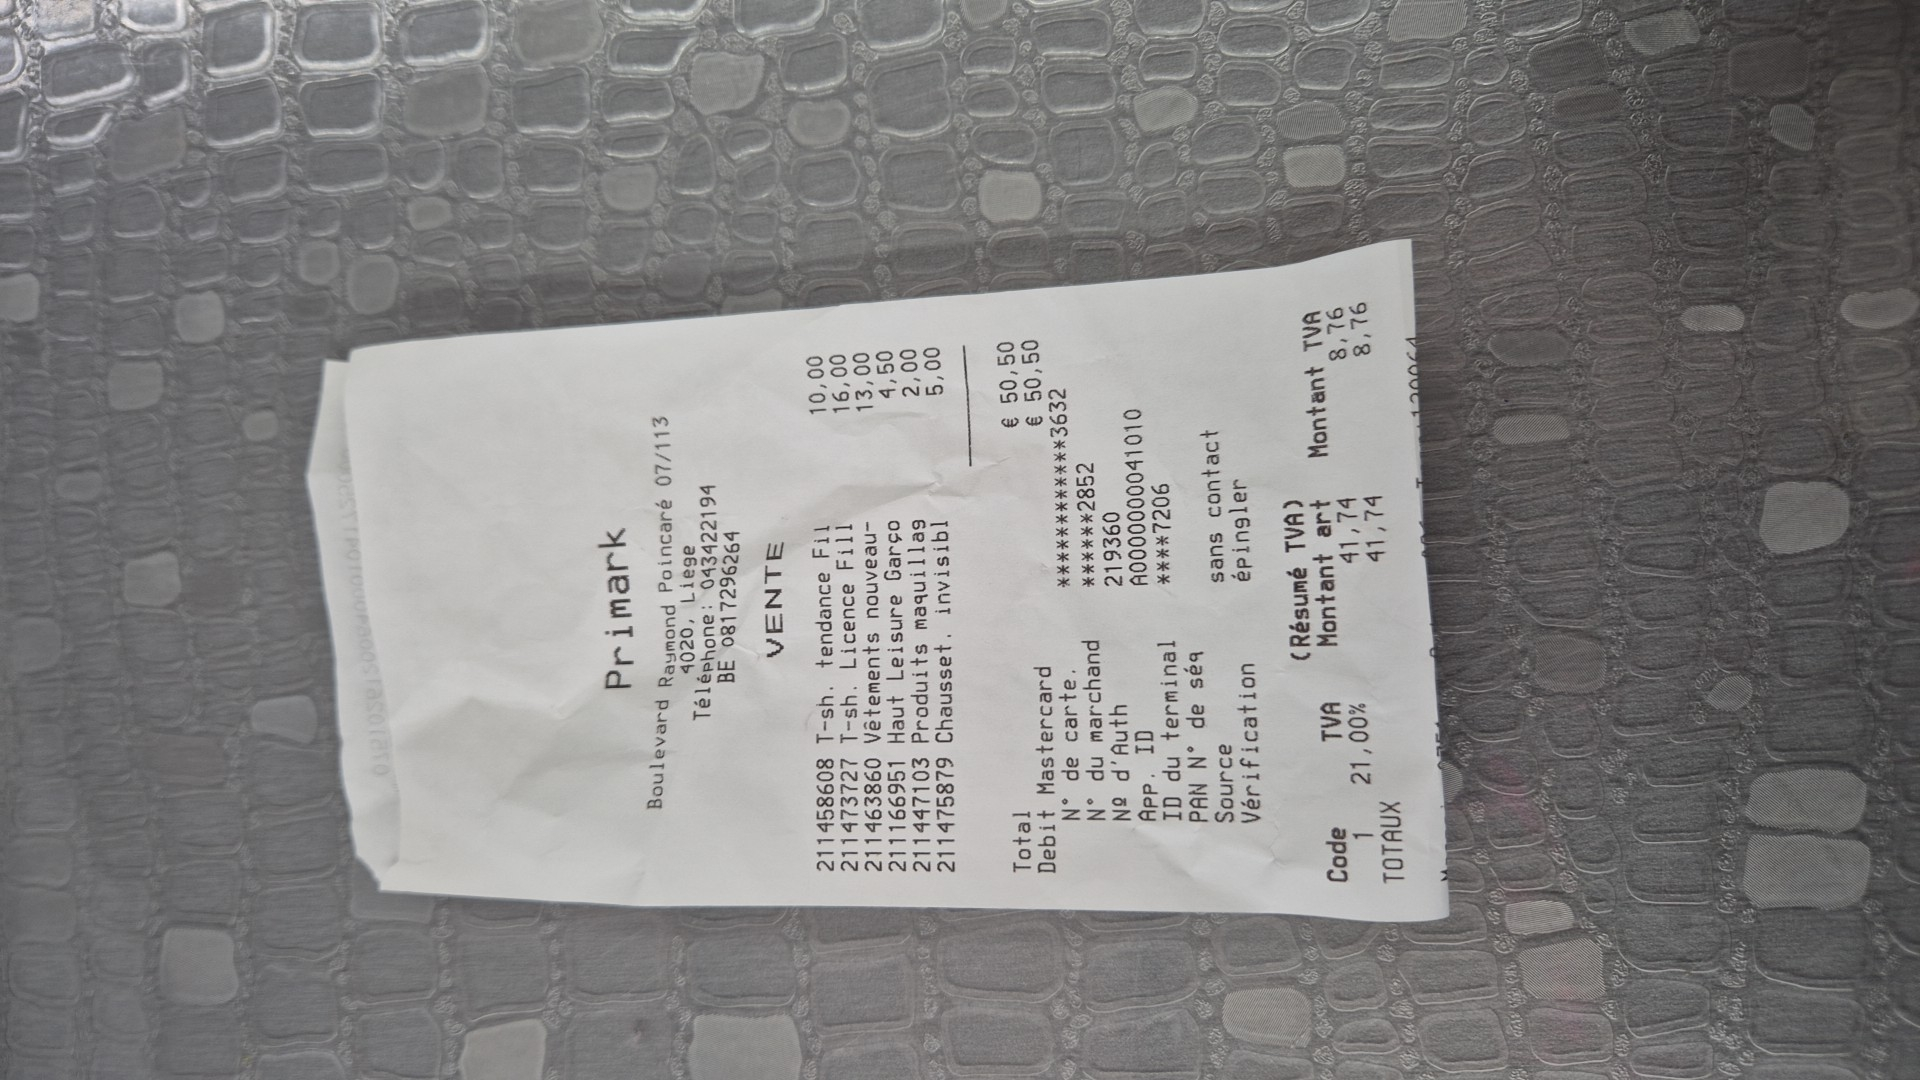 Primark
Boulevard Raymond Poincaré 07/113
4020, Liège
Téléphone: 043422194
BE 0817296264
VENTE
211458608 T-sh. tendance Fil 10,00
211473727 T-sh. Licence Fill 16,00
211463860 Vêtements nouveau- 13,00
211166951 Haut Leisure Garço 4,50
211447103 Produits maquillag 2,00
211475879 Chausset. invisibl 5,00
Total € 50,50
Debit Mastercard € 50,50
N° de carte. ************3632
N° du marchand ******2852
Nº d'Auth 219360
APP. ID A0000000041010
ID du terminal ****7206
PAN N° de séq
Source sans contact
Vérification épingler
(Résumé TVA)
Code TVA Montant art Montant TVA
1 21,00% 41,74 8,76
TOTAUX 41,74 8,76